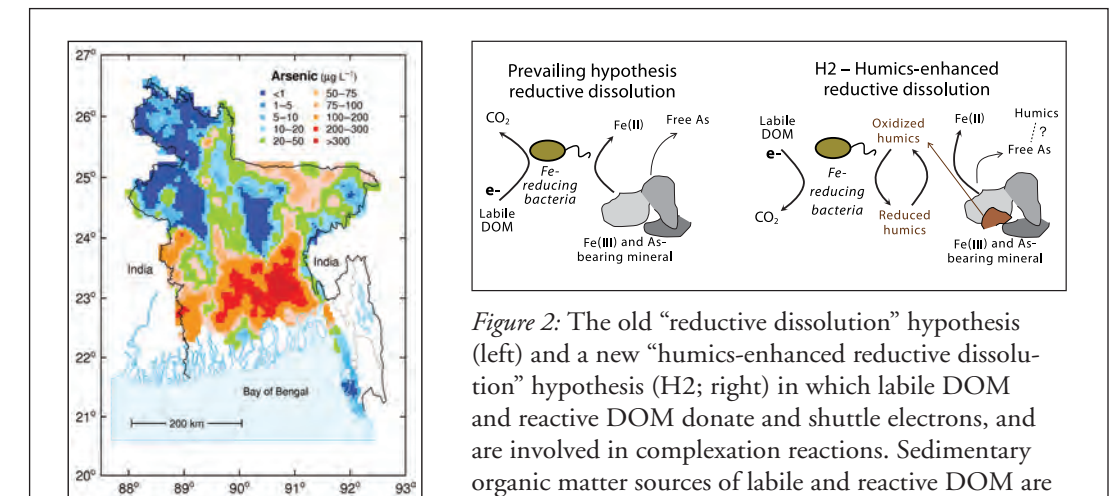 27°
26°
25°
24°
23°
22°
21°
20°
88°
89°
90°
91°
92°
93°
Arsenic (µg L⁻¹)
<1
1–5
5–10
10–20
20–50
50–75
75–100
100–200
200–300
>300
India
India
Bay of Bengal
200 km
Prevailing hypothesis
reductive dissolution
CO₂
Fe(II)
Free As
Fe-
reducing
bacteria
e-
Labile
DOM
Fe(III) and As-
bearing mineral
H2 – Humics-enhanced
reductive dissolution
Labile
DOM
e-
CO₂
Fe-
reducing
bacteria
Oxidized
humics
Reduced
humics
Fe(II)
Humics
?
Free As
Fe(III) and As-
bearing mineral
Figure 2: The old “reductive dissolution” hypothesis
(left) and a new “humics-enhanced reductive dissolu-
tion” hypothesis (H2; right) in which labile DOM
and reactive DOM donate and shuttle electrons, and
are involved in complexation reactions. Sedimentary
organic matter sources of labile and reactive DOM are